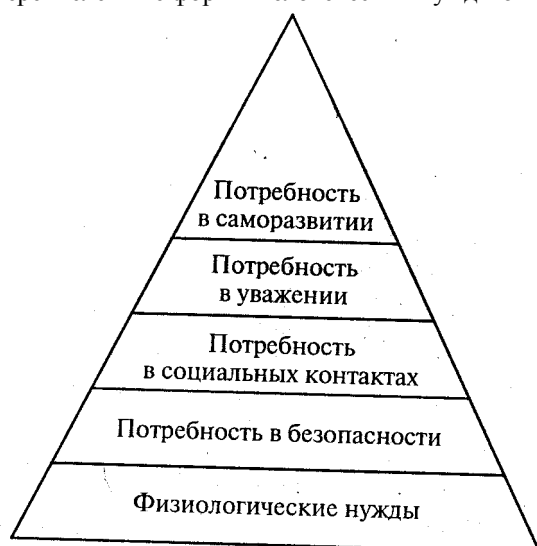 Потребность
в саморазвитии
Потребность
в уважении
Потребность
в социальных контактах
Потребность в безопасности
Физиологические нужды